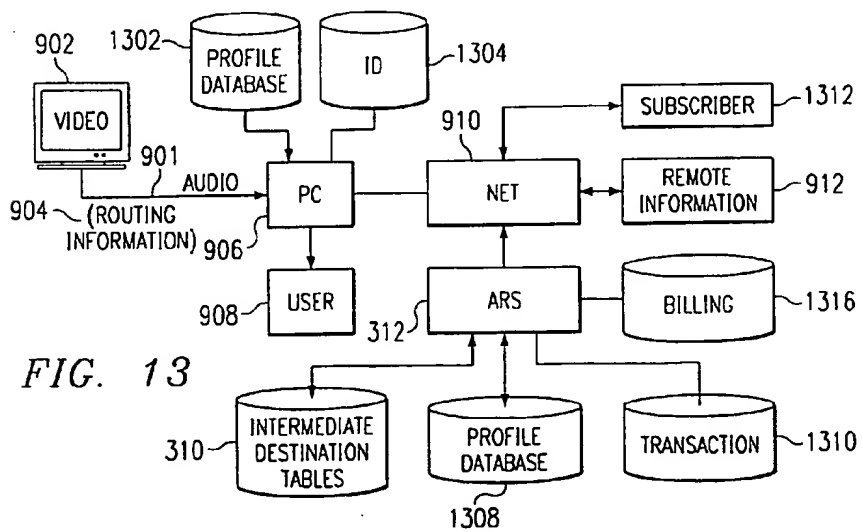 1302
PROFILE
DATABASE
ID
1304
902
VIDEO
901
AUDIO
904
(ROUTING
INFORMATION)
PC
906
910
NET
SUBSCRIBER
1312
REMOTE
INFORMATION
912
USER
908
ARS
312
BILLING
1316
FIG. 13
INTERMEDIATE
DESTINATION
TABLES
310
PROFILE
DATABASE
1308
TRANSACTION
1310